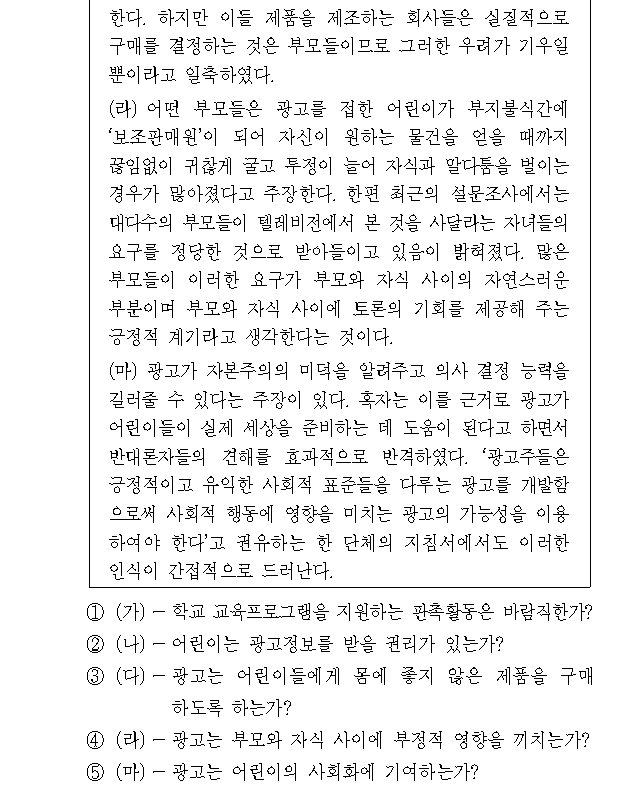 한다. 하지만 이들 제품을 제조하는 회사들은 실질적으로
구매를 결정하는 것은 부모들이므로 그러한 우려가 기우일
뿐이라고 일축하였다.
(라) 어떤 부모들은 광고를 접한 어린이가 부지불식간에
'보조판매원'이 되어 자신이 원하는 물건을 얻을 때까지
끊임없이 귀찮게 굴고 투정이 늘어 자식과 말다툼을 벌이는
경우가 많아졌다고 주장한다. 한편 최근의 설문조사에서는
대다수의 부모들이 텔레비전에서 본 것을 사달라는 자녀들의
요구를 정당한 것으로 받아들이고 있음이 밝혀졌다. 많은
부모들이 이러한 요구가 부모와 자식 사이의 자연스러운
부분이며 부모와 자식 사이에 토론의 기회를 제공해 주는
긍정적 계기라고 생각한다는 것이다.
(마) 광고가 자본주의의 미덕을 알려주고 의사 결정 능력을
길러줄 수 있다는 주장이 있다. 혹자는 이를 근거로 광고가
어린이들이 실제 세상을 준비하는 데 도움이 된다고 하면서
반대론자들의 견해를 효과적으로 반격하였다. '광고주들은
긍정적이고 유익한 사회적 표준들을 다루는 광고를 개발함
으로써 사회적 행동에 영향을 미치는 광고의 가능성을 이용
하여야 한다'고 권유하는 한 단체의 지침서에서도 이러한
인식이 간접적으로 드러난다.
① (가) － 학교 교육프로그램을 지원하는 판촉활동은 바람직한가?
② (나) － 어린이는 광고정보를 받을 권리가 있는가?
③ (다) － 광고는 어린이들에게 몸에 좋지 않은 제품을 구매
하도록 하는가?
④ (라) － 광고는 부모와 자식 사이에 부정적 영향을 끼치는가?
⑤ (마) － 광고는 어린이의 사회화에 기여하는가?